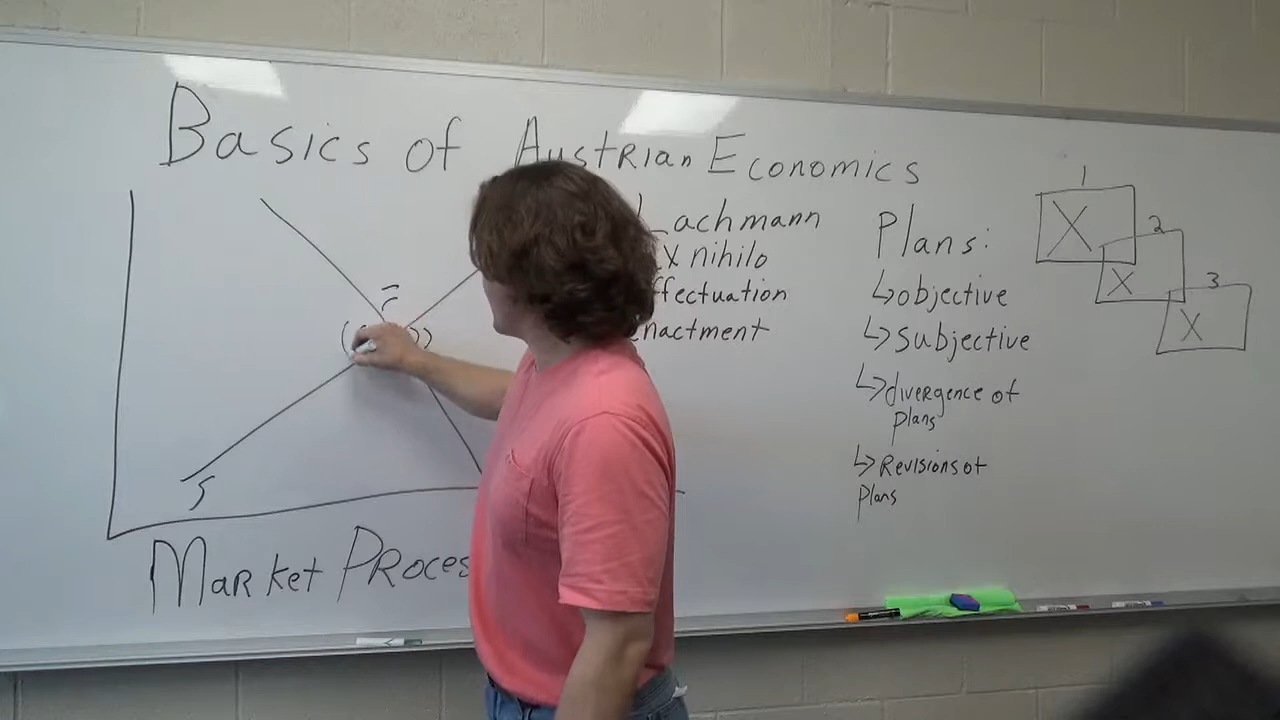 Basics of Austrian Economics
Lachmann
x nihilo
ffectuation
nactment
Plans:
↳objective
↳subjective
↳divergence of
plans
↳Revisions of
plans
1
X
2
X
3
X
E
S
Market Proces